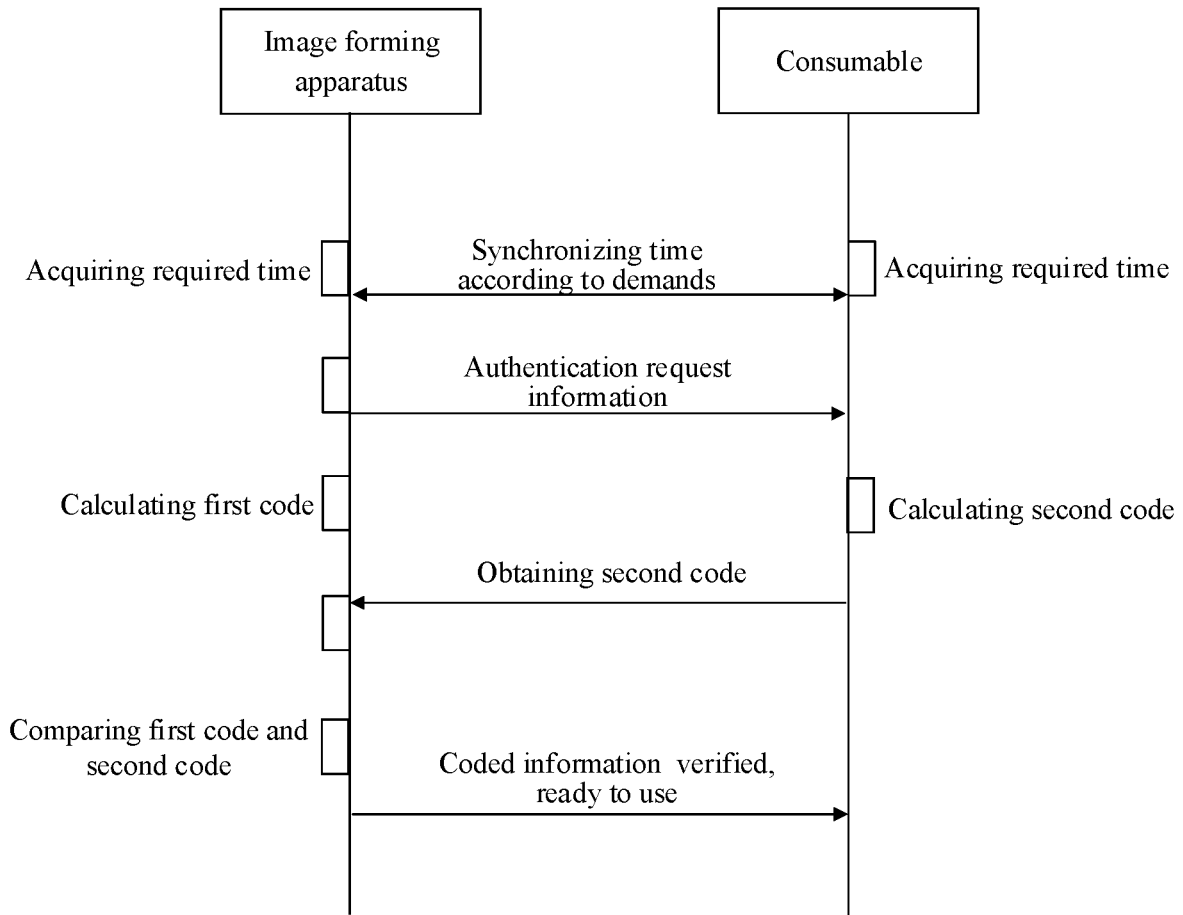 Image forming
apparatus
Consumable
Acquiring required time
Synchronizing time
according to demands
Acquiring required time
Authentication request
information
Calculating first code
Calculating second code
Obtaining second code
Comparing first code and
second code
Coded information verified,
ready to use